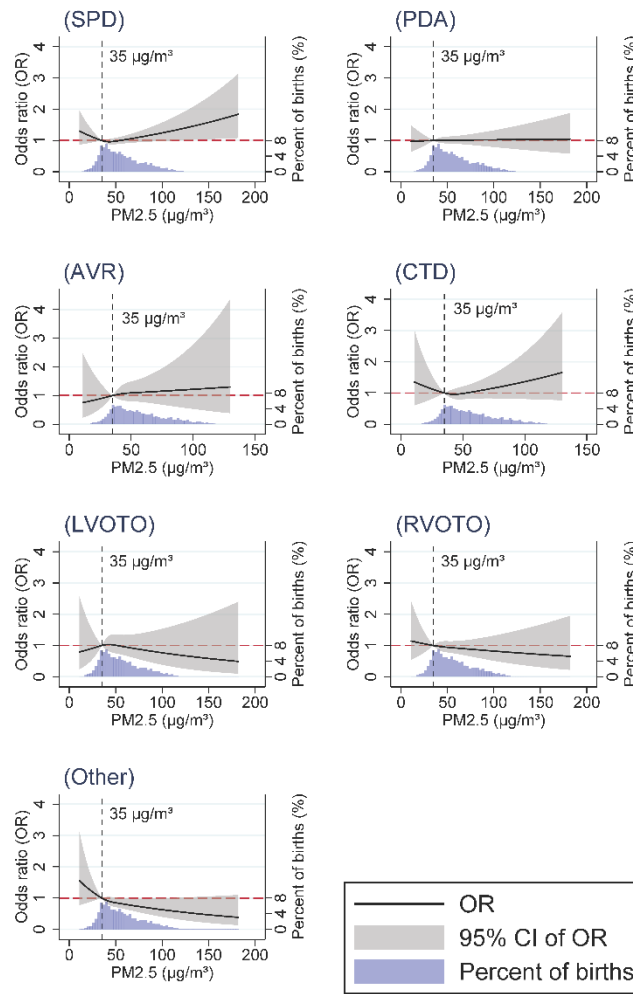 (SPD)
Odds ratio (OR)
0 1 2 3 4
35 µg/m³
0 4 8
Percent of births (%)
0 50 100 150 200
PM2.5 (µg/m³)
(PDA)
Odds ratio (OR)
0 1 2 3 4
35 µg/m³
0 4 8
Percent of births (%)
0 50 100 150 200
PM2.5 (µg/m³)
(AVR)
Odds ratio (OR)
0 1 2 3 4
35 µg/m³
0 4 8
Percent of births (%)
0 50 100 150
PM2.5 (µg/m³)
(CTD)
Odds ratio (OR)
0 1 2 3 4
35 µg/m³
0 4 8
Percent of births (%)
0 50 100 150
PM2.5 (µg/m³)
(LVOTO)
Odds ratio (OR)
0 1 2 3 4
35 µg/m³
0 4 8
Percent of births (%)
0 50 100 150 200
PM2.5 (µg/m³)
(RVOTO)
Odds ratio (OR)
0 1 2 3 4
35 µg/m³
0 4 8
Percent of births (%)
0 50 100 150 200
PM2.5 (µg/m³)
(Other)
Odds ratio (OR)
0 1 2 3 4
35 µg/m³
0 4 8
Percent of births (%)
0 50 100 150 200
PM2.5 (µg/m³)
OR
95% CI of OR
Percent of births